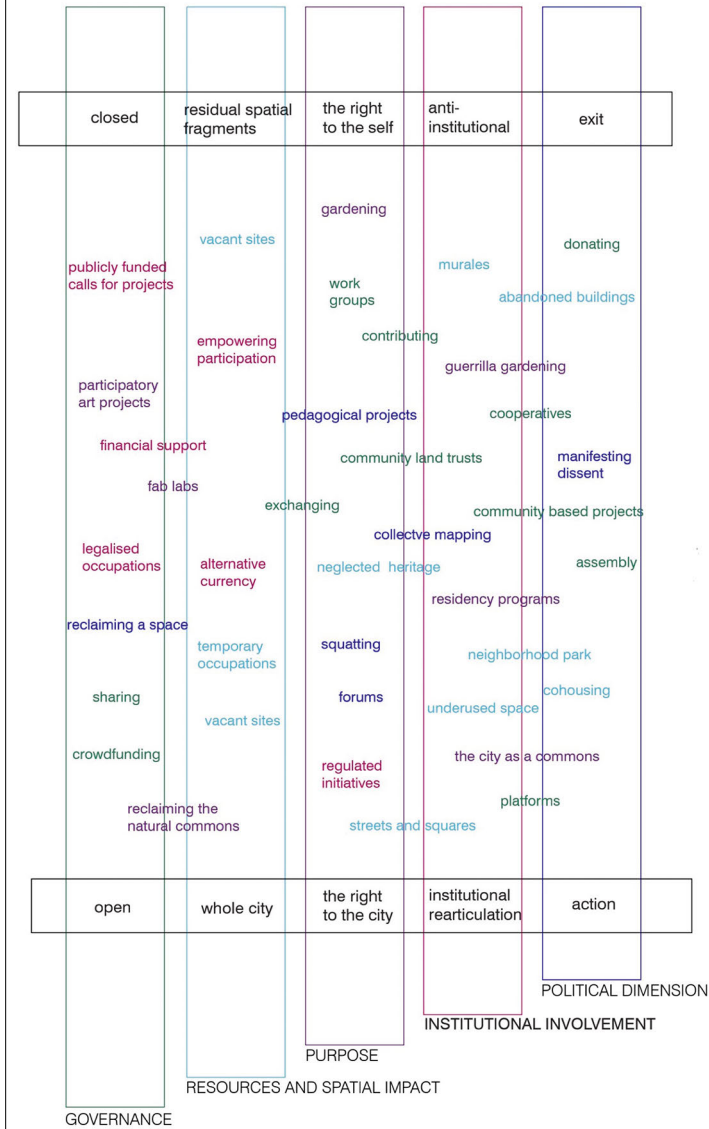 closed
residual spatial
fragments
the right
to the self
anti-
institutional
exit
gardening
vacant sites
donating
murales
publicly funded
calls for projects
work
groups
abandoned buildings
contributing
empowering
participation
guerrilla gardening
participatory
art projects
pedagogical projects
cooperatives
financial support
community land trusts
manifesting
dissent
fab labs
exchanging
community based projects
collectve mapping
legalised
occupations
alternative
currency
neglected heritage
assembly
residency programs
reclaiming a space
temporary
occupations
squatting
neighborhood park
sharing
forums
cohousing
underused space
vacant sites
crowdfunding
regulated
initiatives
the city as a commons
platforms
reclaiming the
natural commons
streets and squares
open
whole city
the right
to the city
institutional
rearticulation
action
POLITICAL DIMENSION
INSTITUTIONAL INVOLVEMENT
PURPOSE
RESOURCES AND SPATIAL IMPACT
GOVERNANCE